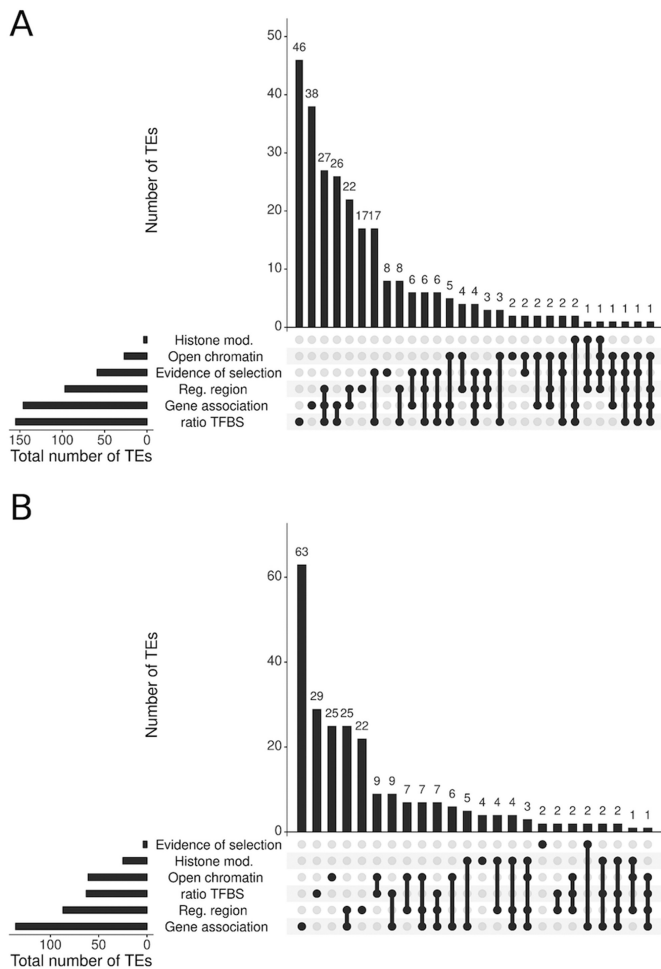 A
50
40
30
20
10
0
Number of TEs
46
38
27 26
22
1717
8 8
6 6 6
5
4 4
3 3
2 2 2 2 2 2
1 1 1 1 1 1
Histone mod.
Open chromatin
Evidence of selection
Reg. region
Gene association
ratio TFBS
150 100 50 0
Total number of TEs
B
60
40
20
0
Number of TEs
63
29
25 25
22
9 9
7 7 7
6
5
4 4 4
3
2 2 2 2 2 2
1 1
Evidence of selection
Histone mod.
Open chromatin
ratio TFBS
Reg. region
Gene association
100 50 0
Total number of TEs